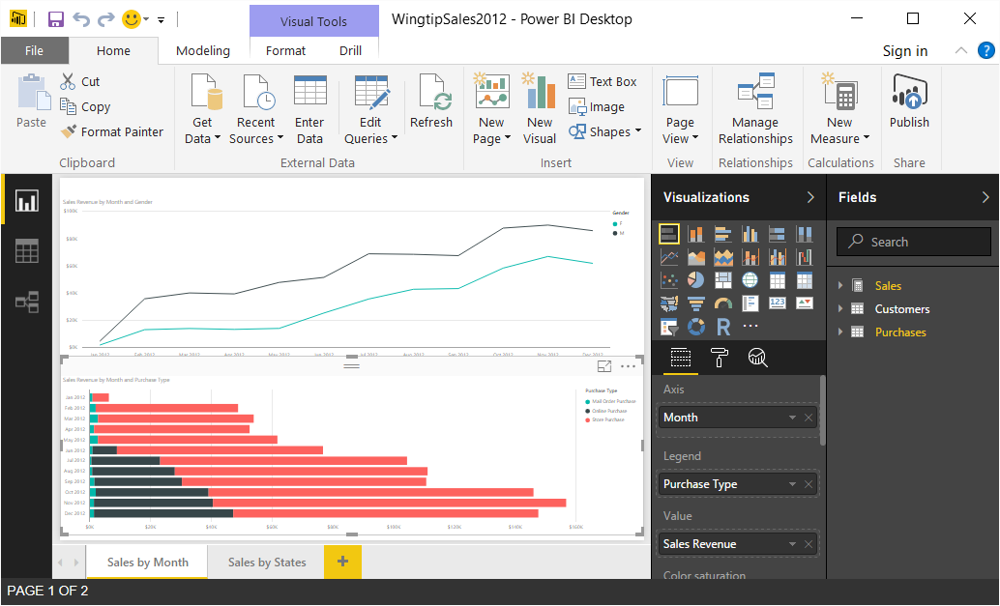 Visual Tools
WingtipSales2012 - Power BI Desktop
File
Home
Modeling
Format
Drill
Sign in
?
Paste
Cut
Copy
Format Painter
Clipboard
Get Data
Recent Sources
Enter Data
Edit Queries
Refresh
External Data
New Page
New Visual
Text Box
Image
Shapes
Insert
Page View
View
Manage Relationships
Relationships
New Measure
Calculations
Publish
Share
Sales Revenue by Month and Gender
$100K
$80K
$60K
$40K
$20K
$0K
Jan 2012 Feb 2012 Mar 2012 Apr 2012 May 2012 Jun 2012 Jul 2012 Aug 2012 Sep 2012 Oct 2012 Nov 2012 Dec 2012
Gender
F
M
Sales Revenue by Month and Purchase Type
Jan 2012
Feb 2012
Mar 2012
Apr 2012
May 2012
Jun 2012
Jul 2012
Aug 2012
Sep 2012
Oct 2012
Nov 2012
Dec 2012
$0K $20K $40K $60K $80K $100K $120K $140K $160K
Purchase Type
Mail Order Purchase
Online Purchase
Store Purchase
Sales by Month
Sales by States
+
PAGE 1 OF 2
Visualizations
123
R
Axis
Month
Legend
Purchase Type
Value
Sales Revenue
Color saturation
Fields
Search
Sales
Customers
Purchases